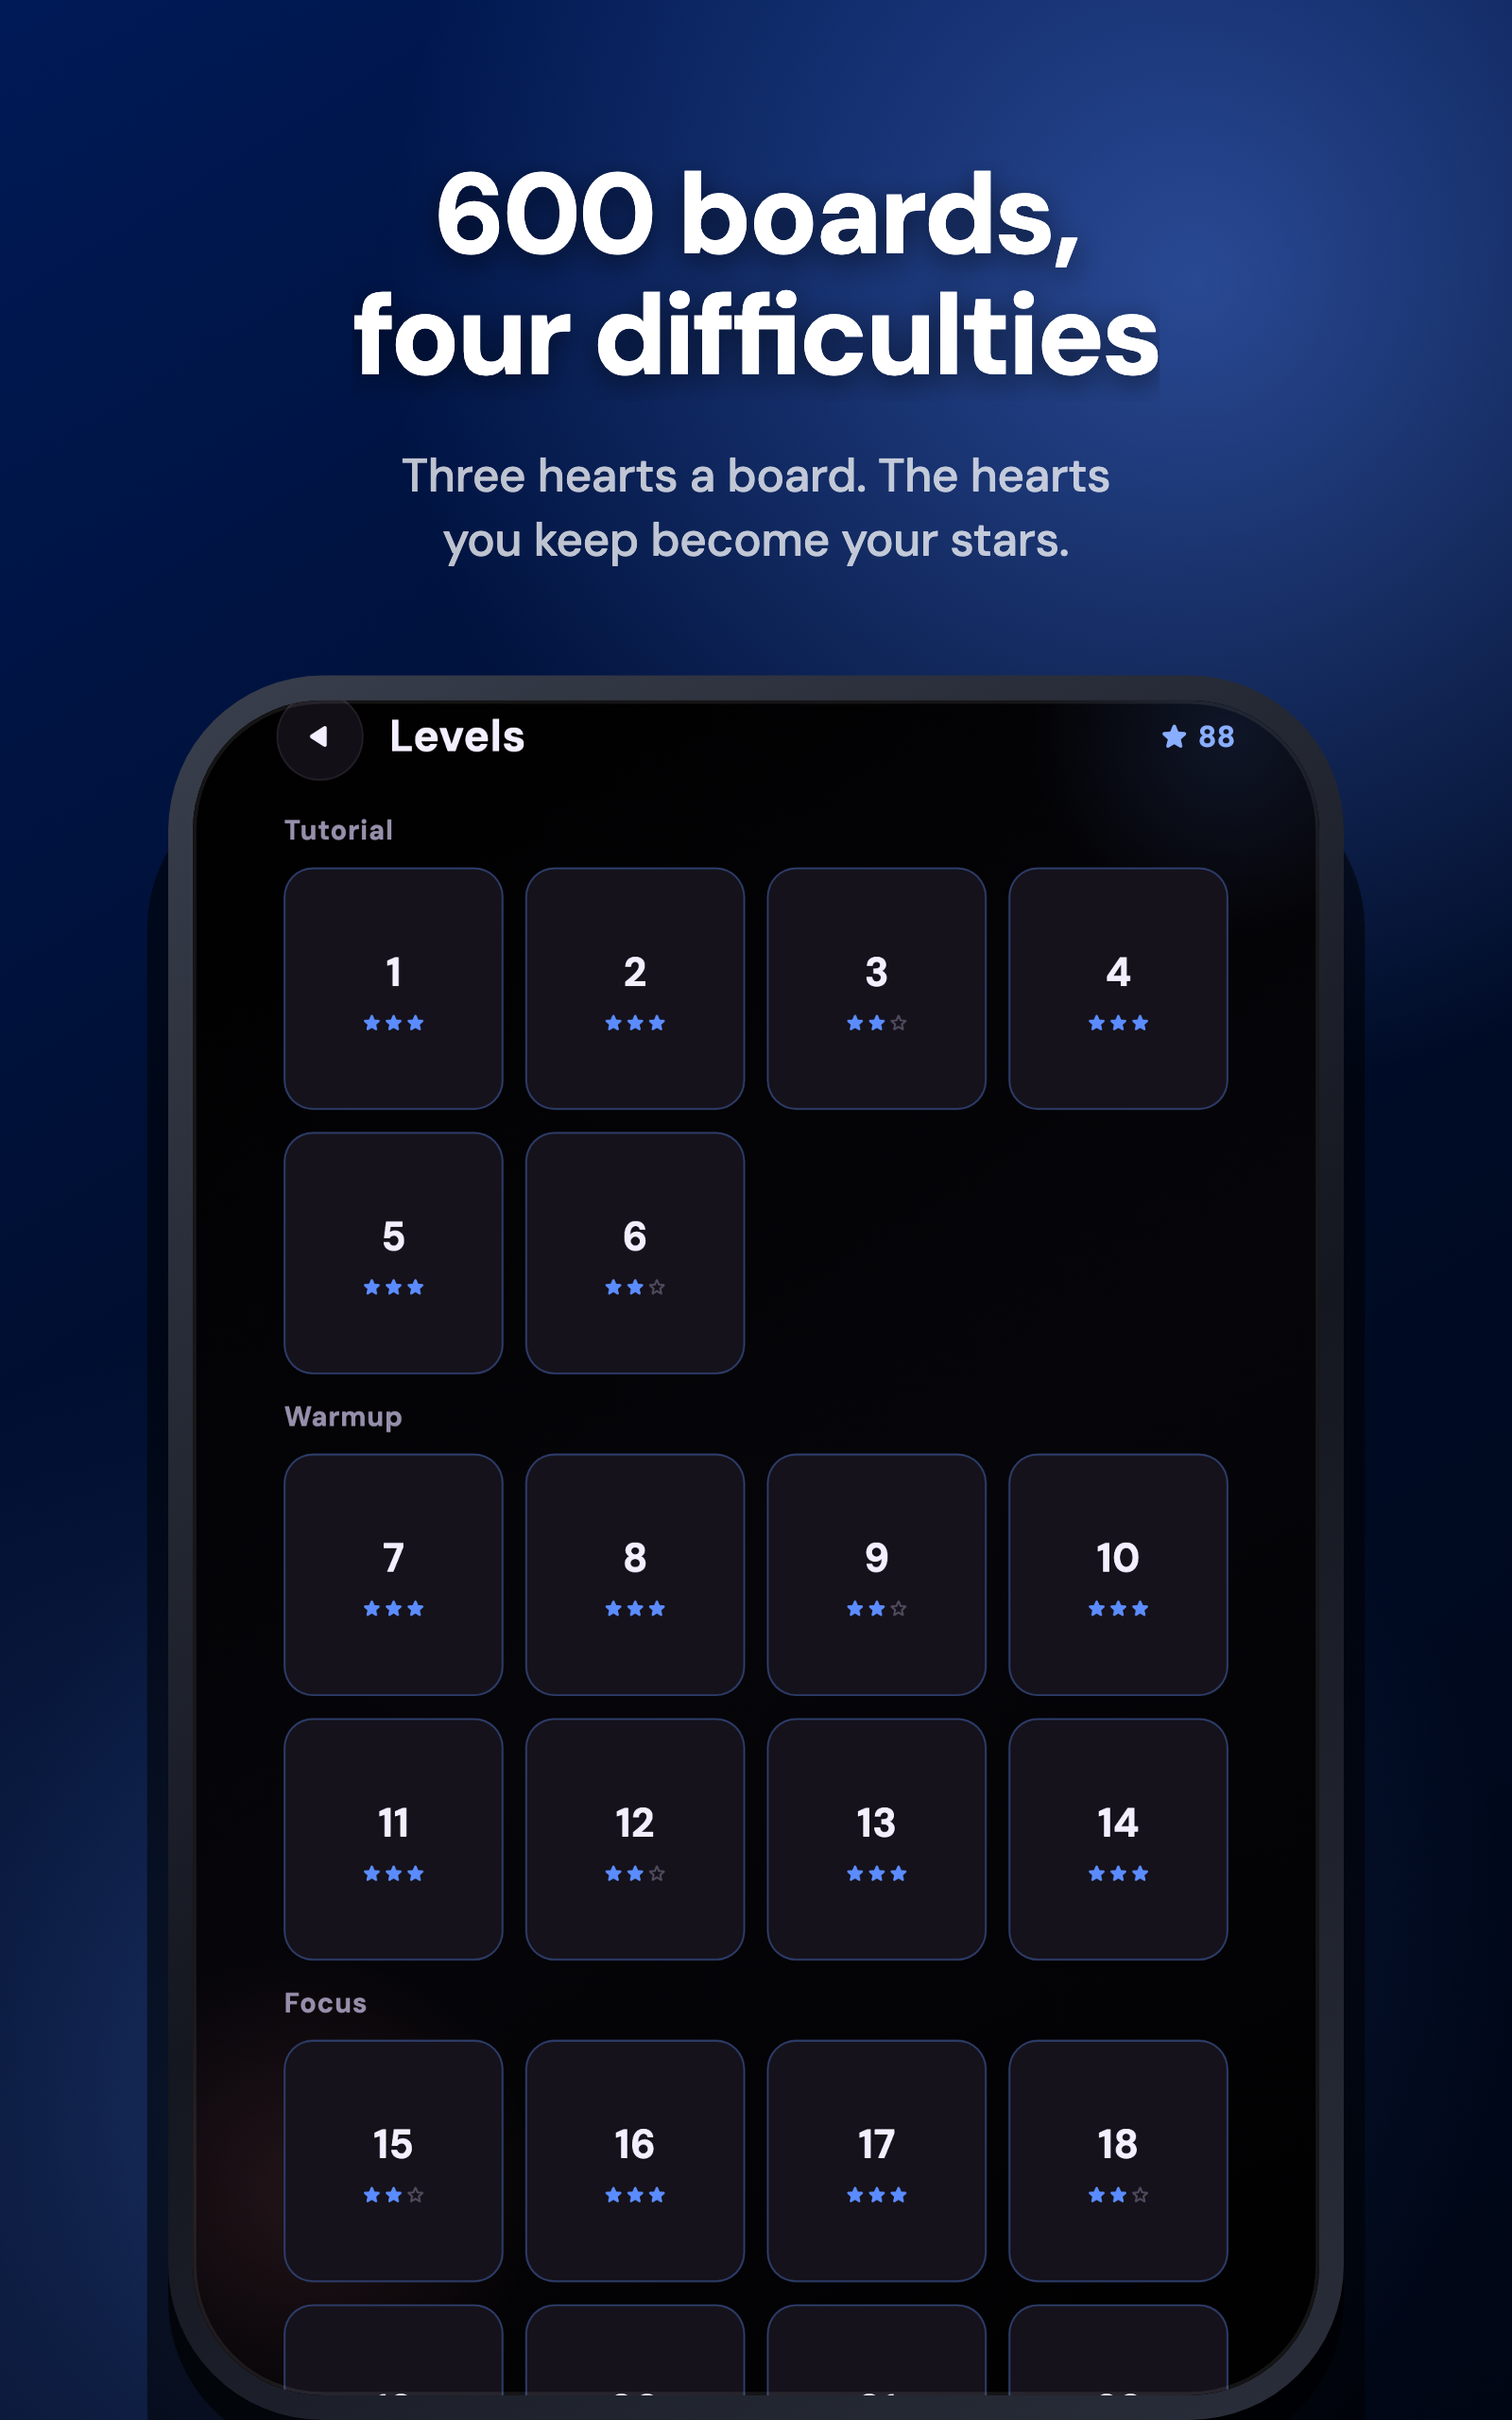 600 boards,
four difficulties
Three hearts a board. The hearts
you keep become your stars.
Levels
88
Tutorial
1 2 3 4
5 6
Warmup
7 8 9 10
11 12 13 14
Focus
15 16 17 18